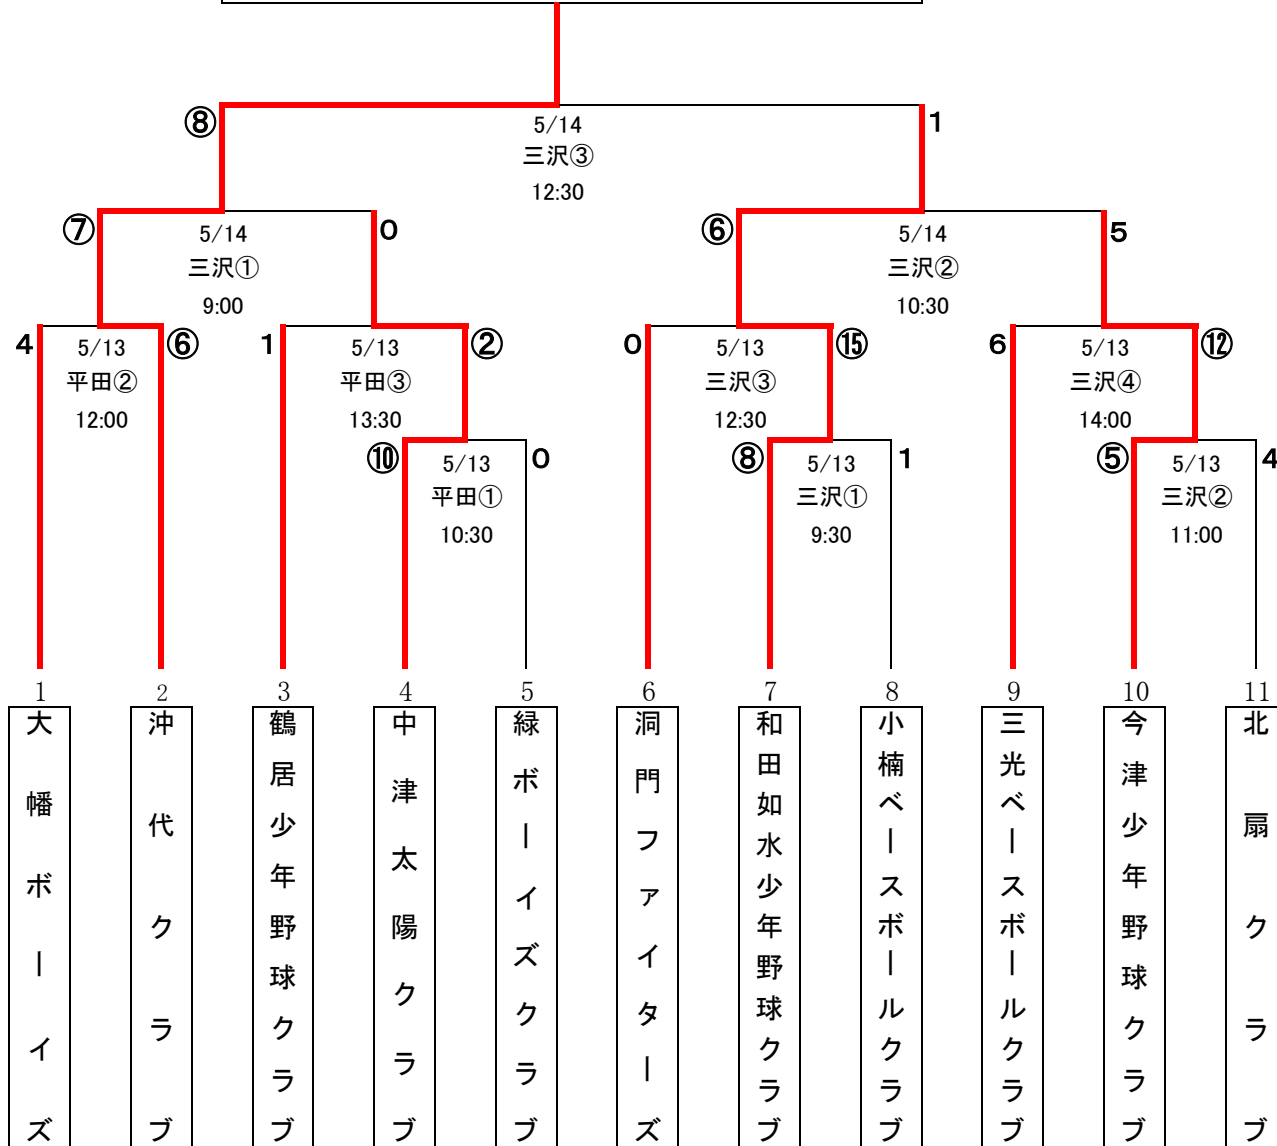 ⑧ 1
5/14
三沢③
12:30
⑦ 0 ⑥ 5
5/14 5/14
三沢① 三沢②
9:00 10:30
4 ⑥ 1 ② 0 ⑮ 6 ⑫
5/13 5/13 5/13 5/13
平田② 平田③ 三沢③ 三沢④
12:00 13:30 12:30 14:00
⑩ 0 ⑧ 1 ⑤ 4
5/13 5/13 5/13
平田① 三沢① 三沢②
10:30 9:30 11:00
1 2 3 4 5 6 7 8 9 10 11
大幡ボーイズ
沖代クラブ
鶴居少年野球クラブ
中津太陽クラブ
緑ボーイズクラブ
洞門ファイターズ
和田如水少年野球クラブ
小楠ベースボールクラブ
三光ベースボールクラブ
今津少年野球クラブ
北扇クラブ